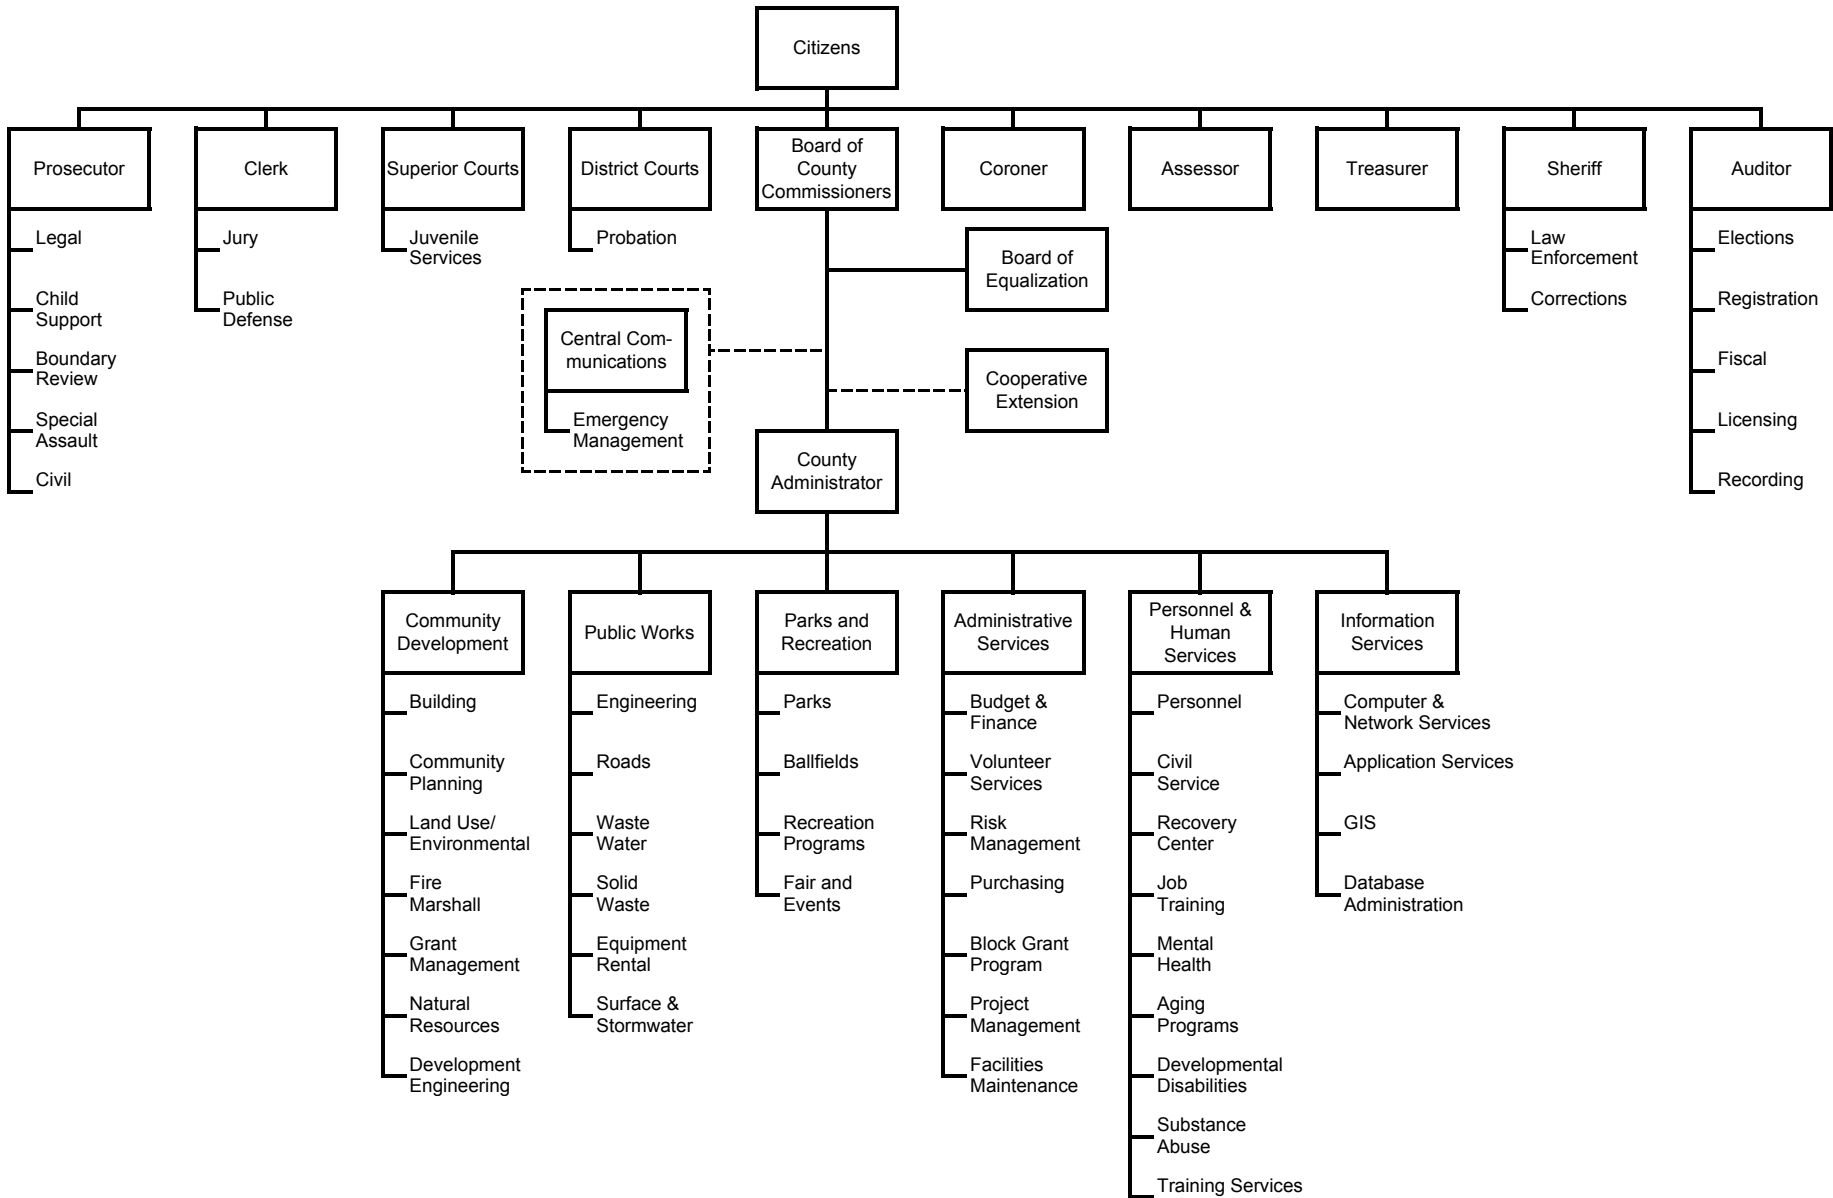 Citizens
Prosecutor
Clerk
Superior Courts
District Courts
Board of
County
Commissioners
Coroner
Assessor
Treasurer
Sheriff
Auditor
Legal
Child
Support
Boundary
Review
Special
Assault
Civil
Jury
Public
Defense
Juvenile
Services
Probation
Board of
Equalization
Central Com-
munications
Emergency
Management
Cooperative
Extension
Law
Enforcement
Corrections
Elections
Registration
Fiscal
Licensing
Recording
County
Administrator
Community
Development
Building
Community
Planning
Land Use/
Environmental
Fire
Marshall
Grant
Management
Natural
Resources
Development
Engineering
Public Works
Engineering
Roads
Waste
Water
Solid
Waste
Equipment
Rental
Surface &
Stormwater
Parks and
Recreation
Parks
Ballfields
Recreation
Programs
Fair and
Events
Administrative
Services
Budget &
Finance
Volunteer
Services
Risk
Management
Purchasing
Block Grant
Program
Project
Management
Facilities
Maintenance
Personnel &
Human
Services
Personnel
Civil
Service
Recovery
Center
Job
Training
Mental
Health
Aging
Programs
Developmental
Disabilities
Substance
Abuse
Training Services
Information
Services
Computer &
Network Services
Application Services
GIS
Database
Administration